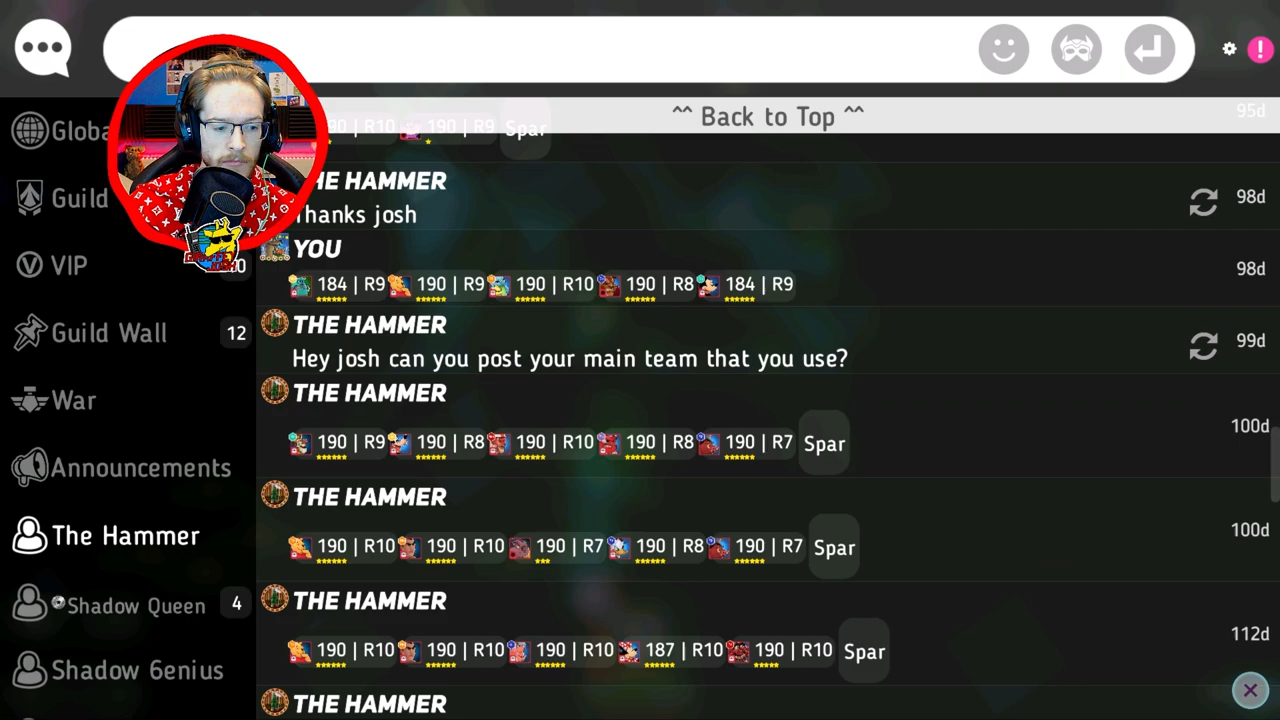 ^^ Back to Top ^^
95d
190 | R9 Spar
Globa
THE HAMMER
Thanks josh
98d
Guild
YOU
184 | R9 190 | R9 190 | R10 190 | R8 184 | R9
98d
VIP
THE HAMMER
Hey josh can you post your main team that you use?
99d
Guild Wall 12
THE HAMMER
190 | R9 190 | R8 190 | R10 190 | R8 190 | R7 Spar
100d
War
Announcements
THE HAMMER
190 | R10 190 | R10 190 | R7 190 | R8 190 | R7 Spar
100d
The Hammer
THE HAMMER
190 | R10 190 | R10 190 | R10 187 | R10 190 | R10 Spar
112d
Shadow Queen 4
Shadow 6enius
THE HAMMER